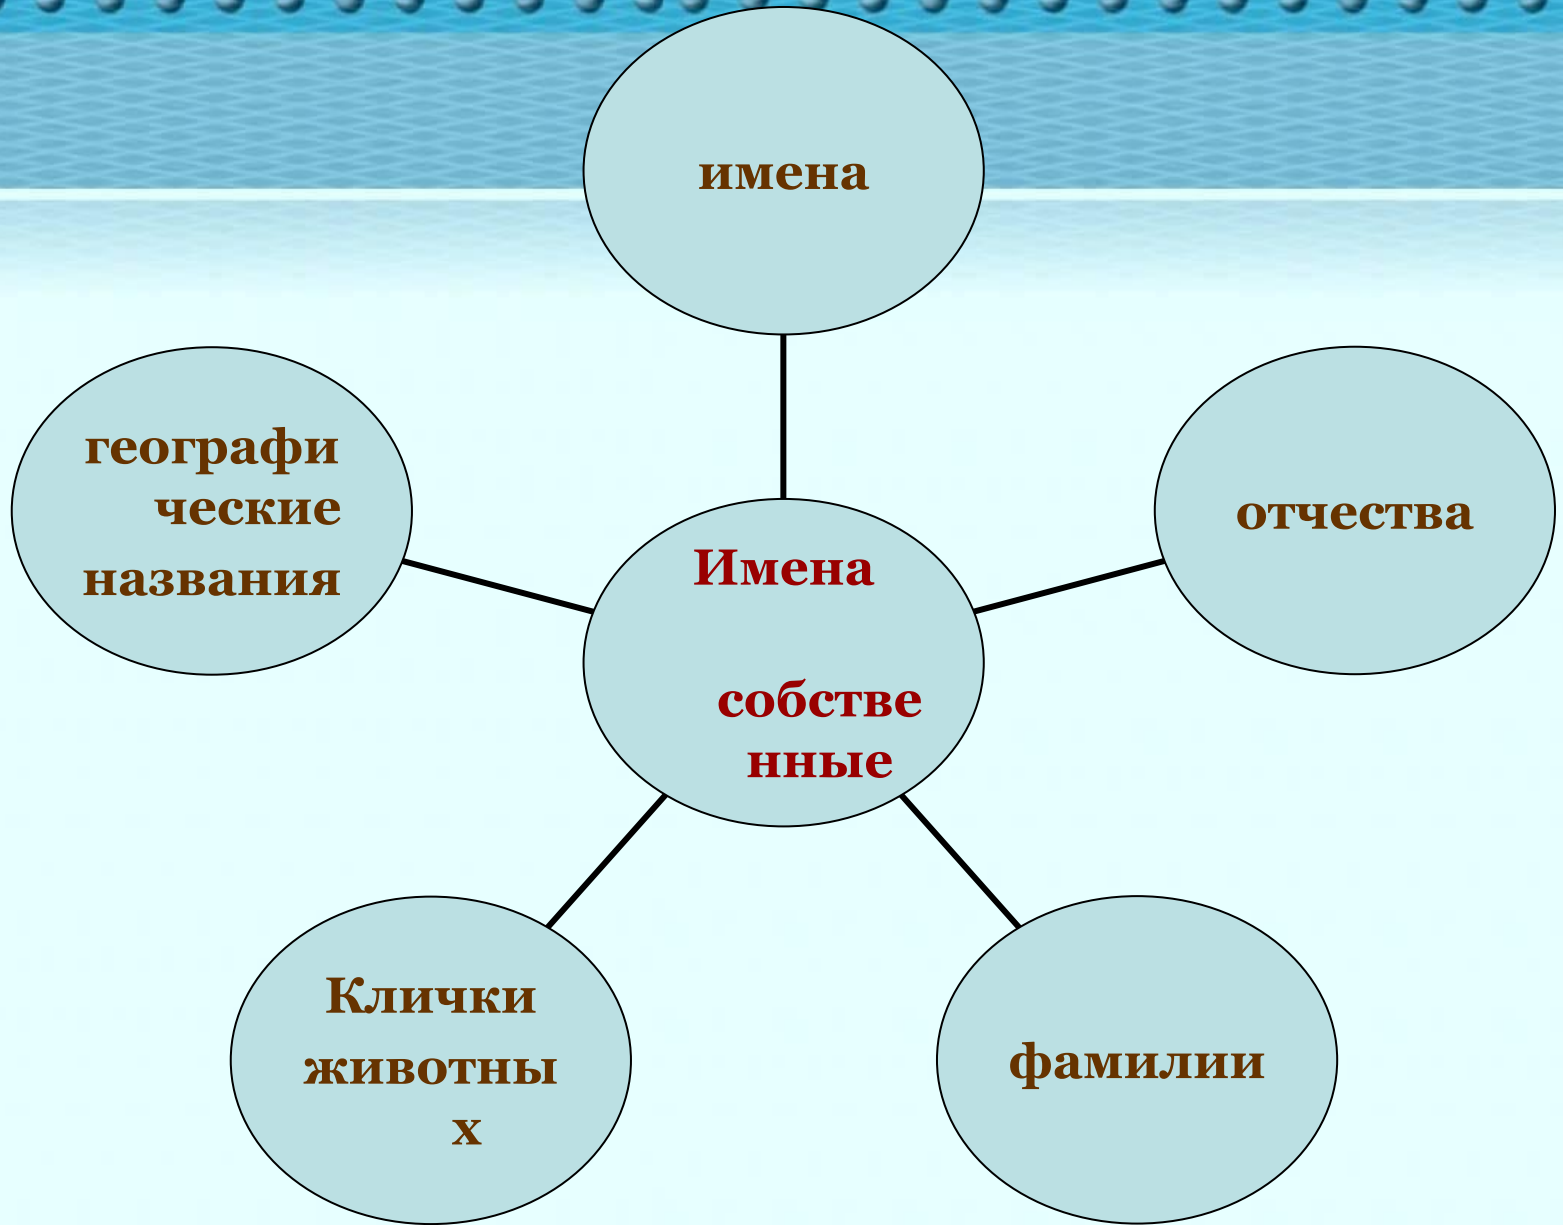 имена
географи
ческие
названия
отчества
Имена
собстве
нные
Клички
животны
х
фамилии